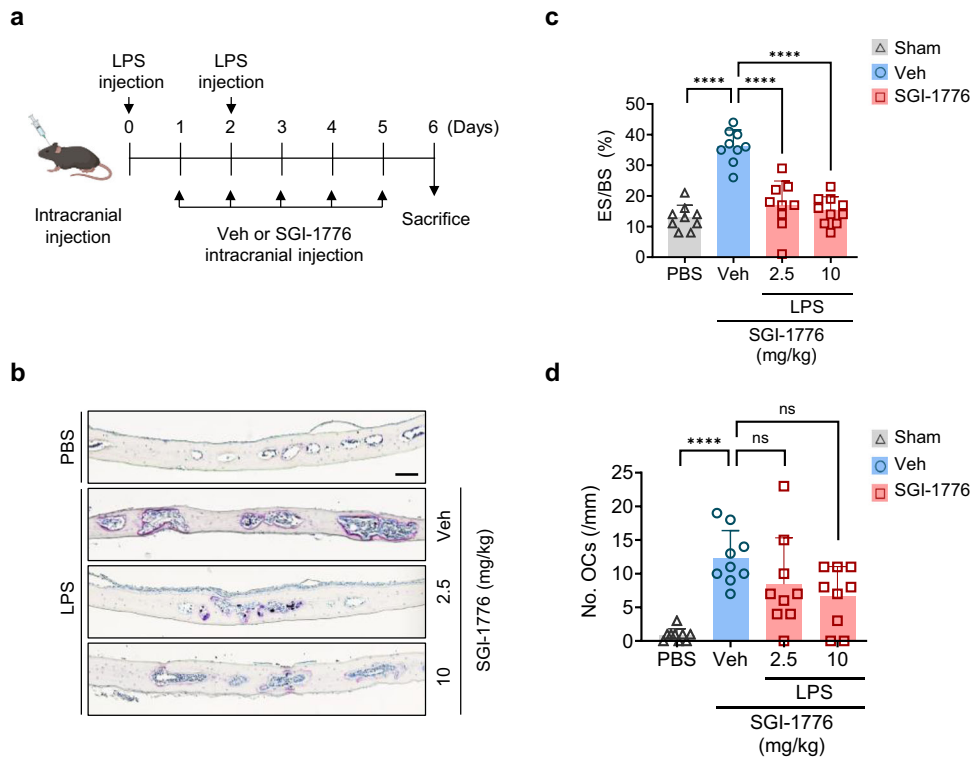 a
LPS
injection
LPS
injection
0 1 2 3 4 5 6 (Days)
Intracranial
injection
Veh or SGI-1776
intracranial injection
Sacrifice
b
PBS
LPS
Veh
2.5
10
SGI-1776 (mg/kg)
c
Sham
Veh
SGI-1776
****
**** ****
ES/BS (%)
50
40
30
20
10
0
PBS Veh 2.5 10
LPS
SGI-1776
(mg/kg)
d
Sham
Veh
SGI-1776
ns
**** ns
No. OCs (/mm)
25
20
15
10
5
0
PBS Veh 2.5 10
LPS
SGI-1776
(mg/kg)